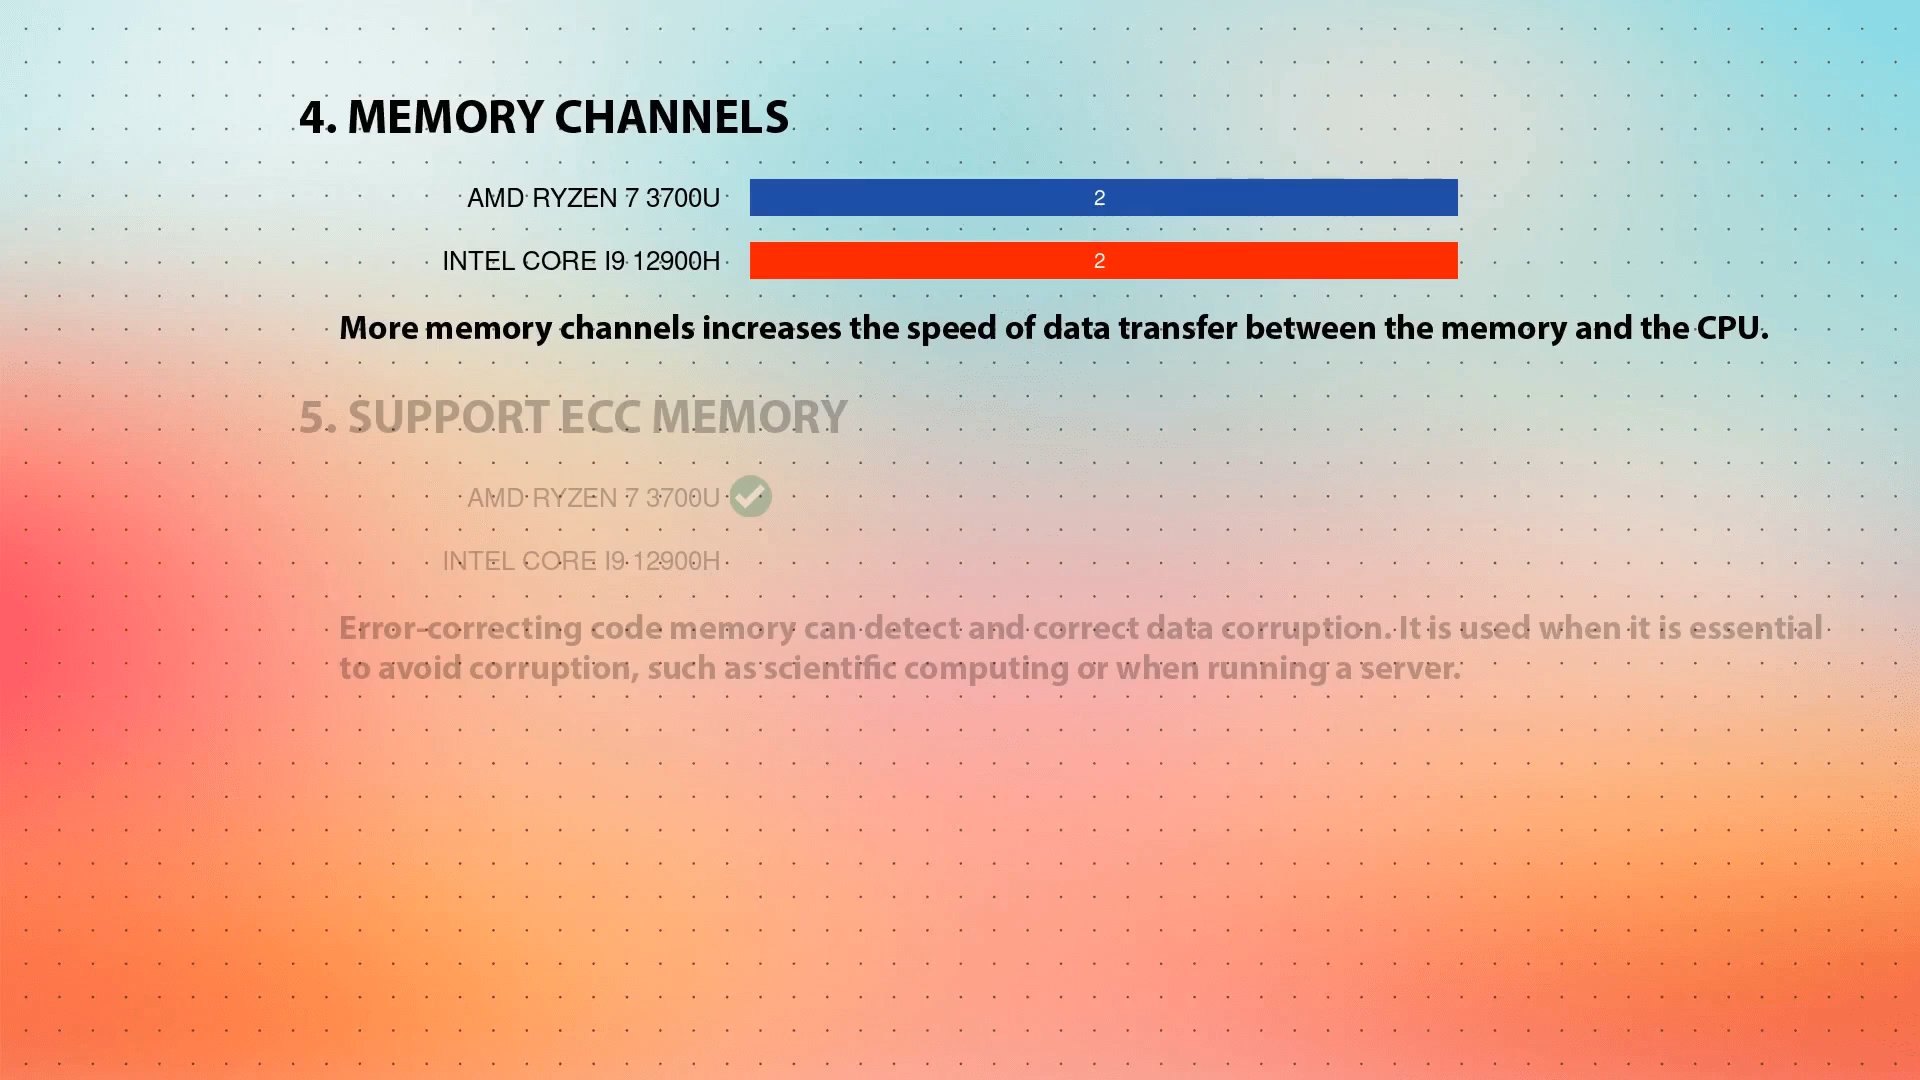 4. MEMORY CHANNELS
AMD RYZEN 7 3700U 2
INTEL CORE I9 12900H 2
More memory channels increases the speed of data transfer between the memory and the CPU.
5. SUPPORT ECC MEMORY
AMD RYZEN 7 3700U
INTEL CORE I9 12900H
Error-correcting code memory can detect and correct data corruption. It is used when it is essential
to avoid corruption, such as scientific computing or when running a server.